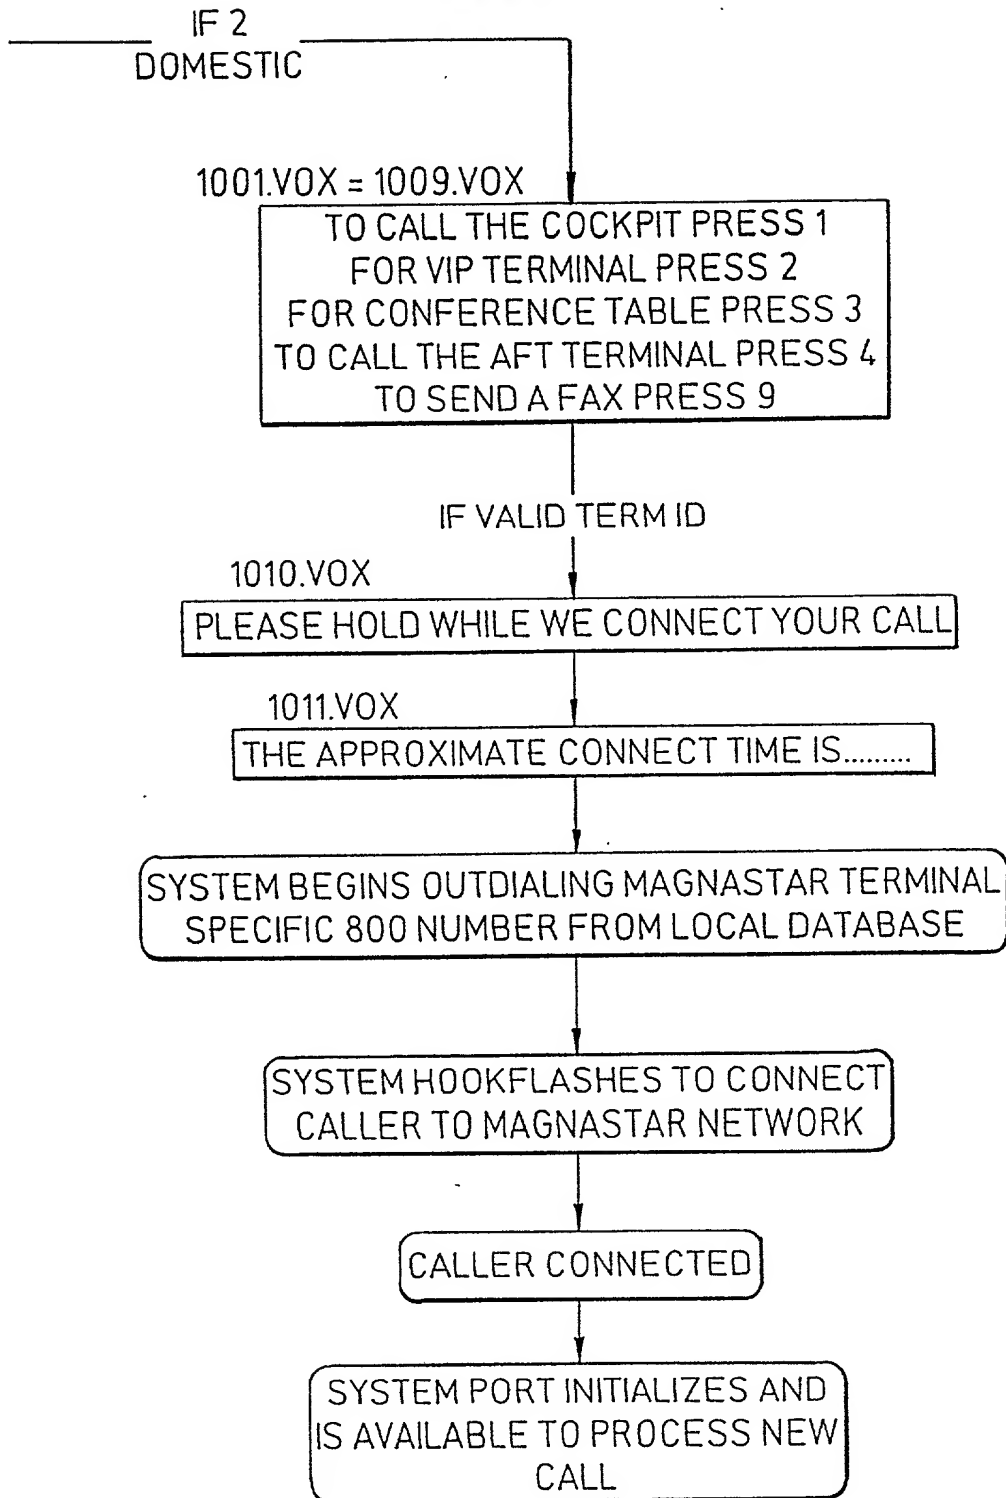 IF 2
DOMESTIC
1001.VOX = 1009.VOX
TO CALL THE COCKPIT PRESS 1
FOR VIP TERMINAL PRESS 2
FOR CONFERENCE TABLE PRESS 3
TO CALL THE AFT TERMINAL PRESS 4
TO SEND A FAX PRESS 9
IF VALID TERM ID
1010.VOX
PLEASE HOLD WHILE WE CONNECT YOUR CALL
1011.VOX
THE APPROXIMATE CONNECT TIME IS.........
SYSTEM BEGINS OUTDIALING MAGNASTAR TERMINAL
SPECIFIC 800 NUMBER FROM LOCAL DATABASE
SYSTEM HOOKFLASHES TO CONNECT
CALLER TO MAGNASTAR NETWORK
CALLER CONNECTED
SYSTEM PORT INITIALIZES AND
IS AVAILABLE TO PROCESS NEW
CALL